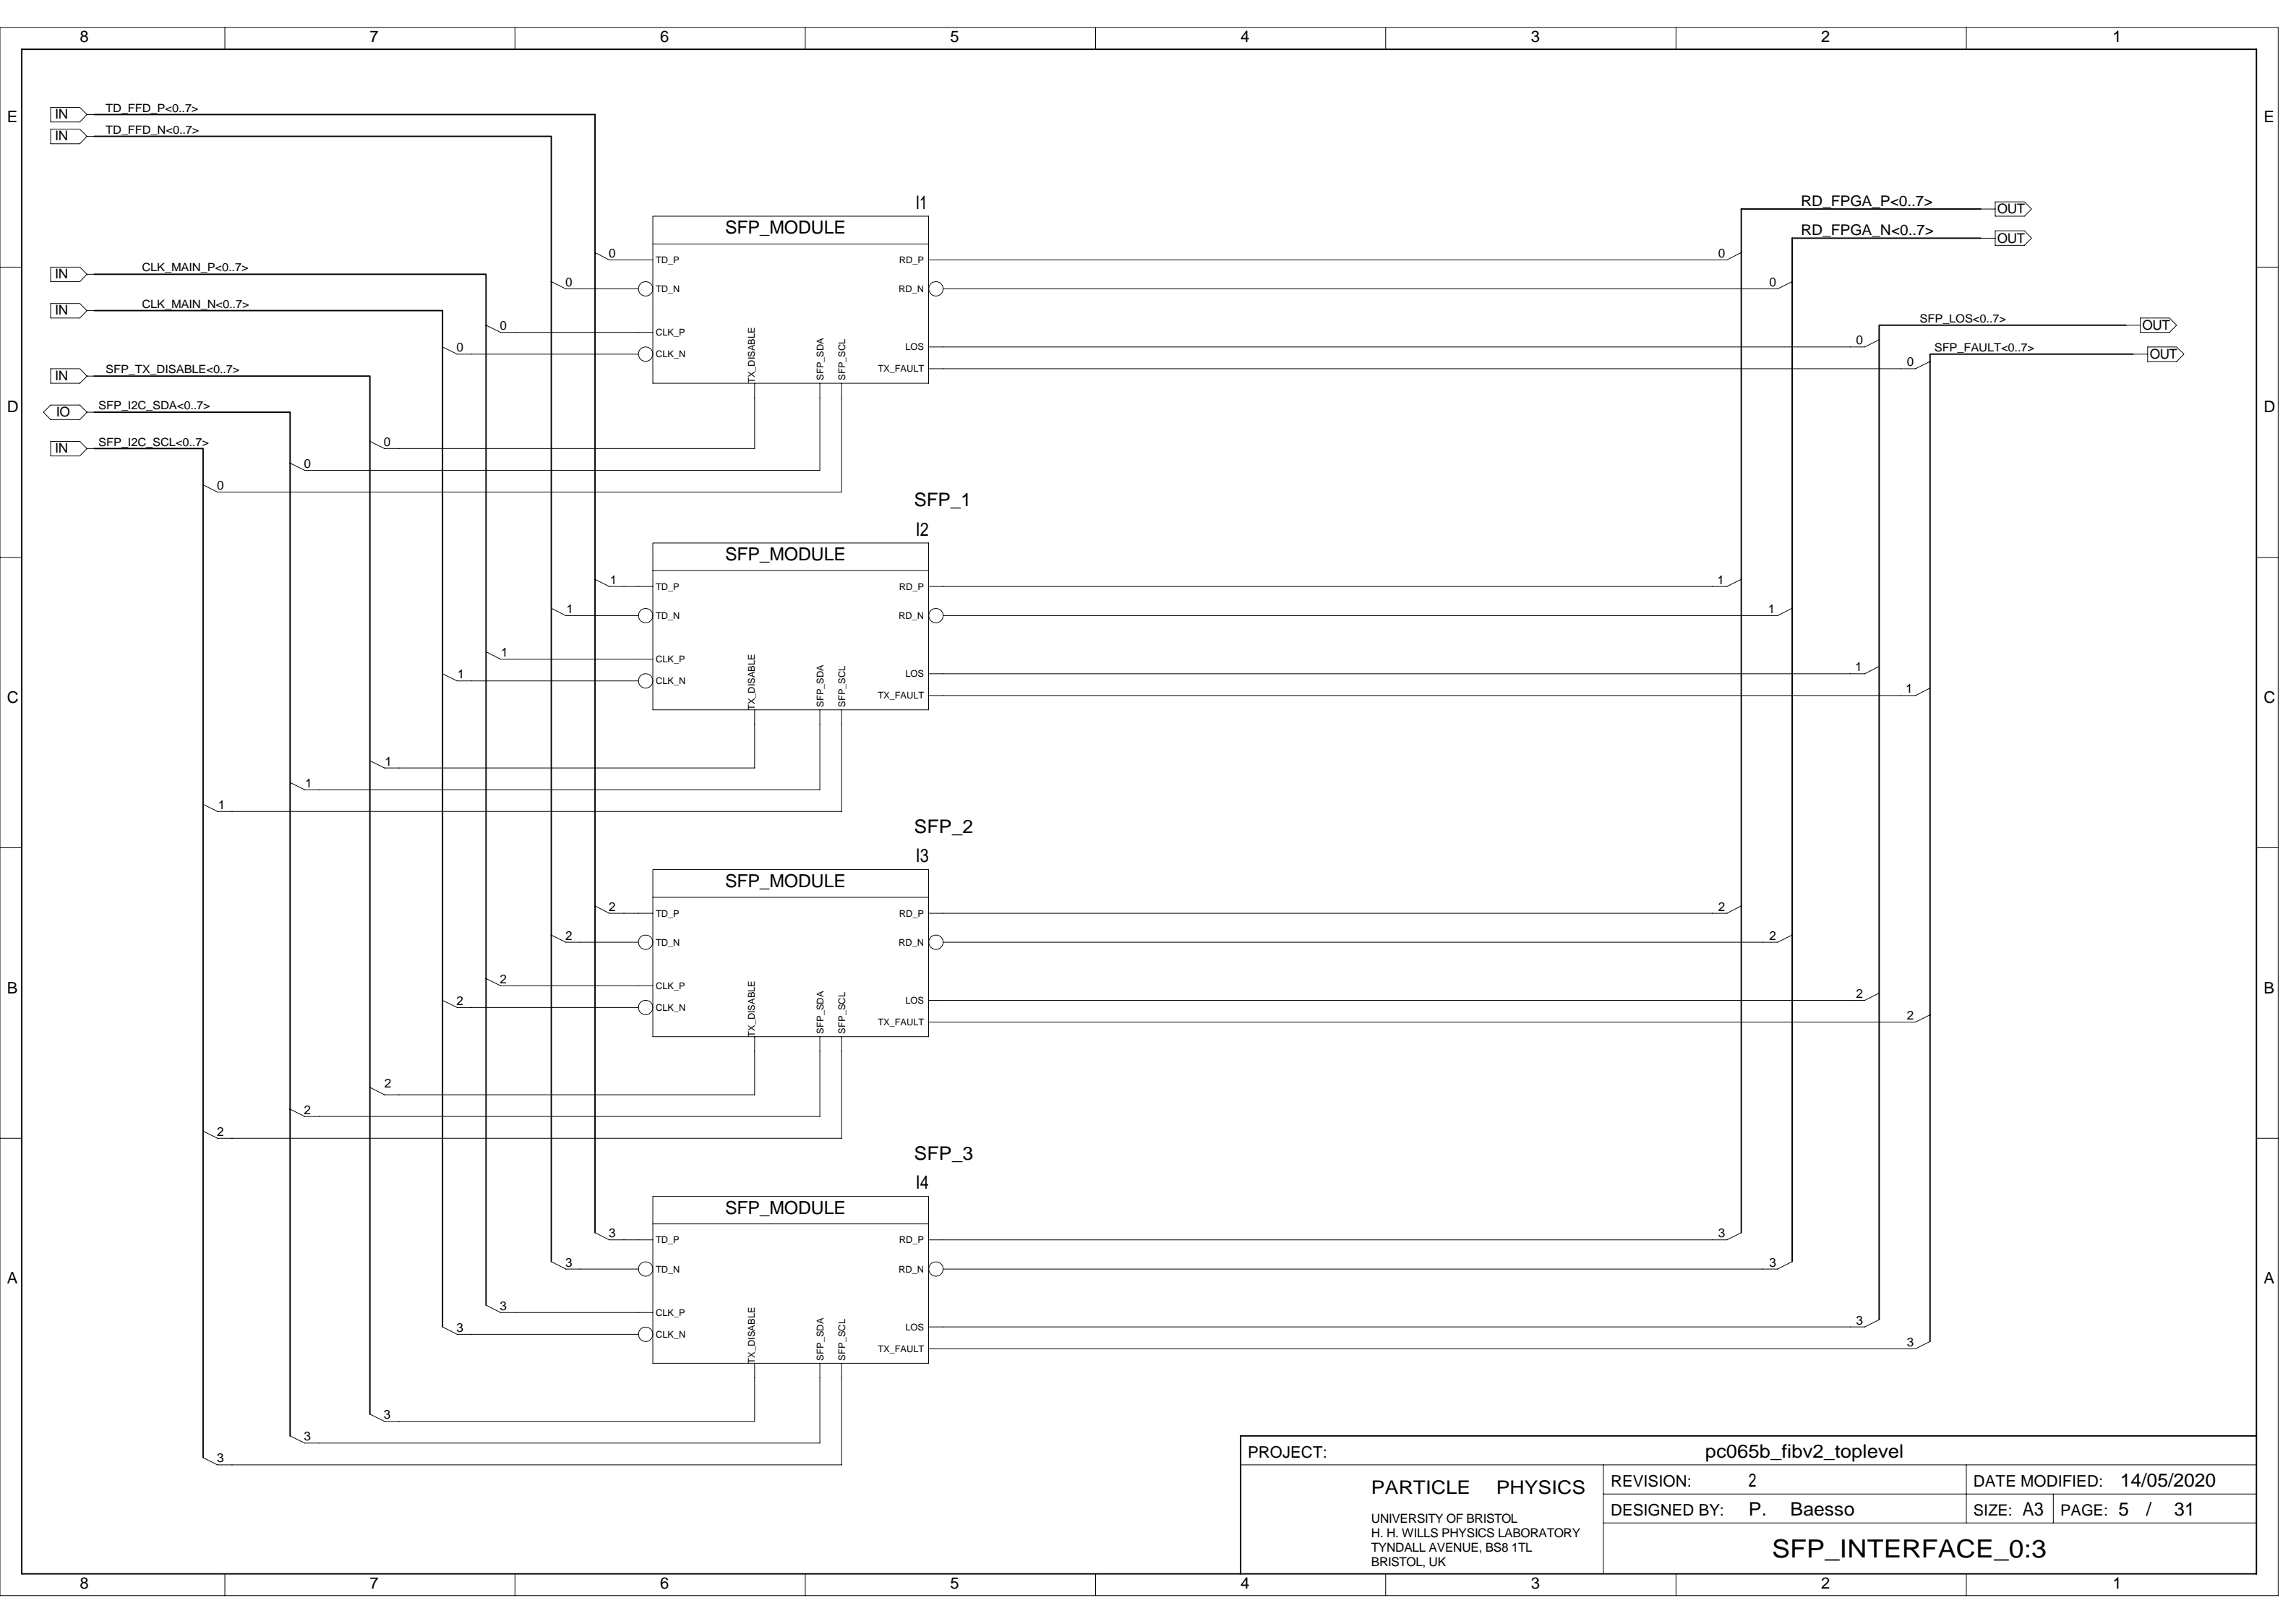 8 7 6 5 4 3 2 1
E E
IN TD_FFD_P<0..7>
IN TD_FFD_N<0..7>
I1
SFP_MODULE
RD_FPGA_P<0..7> OUT
RD_FPGA_N<0..7> OUT
0 TD_P RD_P 0
IN CLK_MAIN_P<0..7>
0 TD_N RD_N 0
IN CLK_MAIN_N<0..7>
SFP_LOS<0..7> OUT
0 CLK_P
0 CLK_N
TX_DISABLE SFP_SDA SFP_SCL
LOS 0
SFP_FAULT<0..7> OUT
TX_FAULT 0
IN SFP_TX_DISABLE<0..7>
D D
IO SFP_I2C_SDA<0..7>
IN SFP_I2C_SCL<0..7>
0
0
0
SFP_1
I2
SFP_MODULE
1 TD_P RD_P 1
1 TD_N RD_N 1
1 CLK_P
1 CLK_N
TX_DISABLE SFP_SDA SFP_SCL
LOS 1
TX_FAULT 1
C C
1
1
1
SFP_2
I3
SFP_MODULE
2 TD_P RD_P 2
2 TD_N RD_N 2
2 CLK_P
2 CLK_N
TX_DISABLE SFP_SDA SFP_SCL
LOS 2
TX_FAULT 2
B B
2
2
2
SFP_3
I4
SFP_MODULE
3 TD_P RD_P 3
3 TD_N RD_N 3
3 CLK_P
3 CLK_N
TX_DISABLE SFP_SDA SFP_SCL
LOS 3
TX_FAULT 3
A A
3
3
3
PROJECT: pc065b_fibv2_toplevel
PARTICLE PHYSICS
UNIVERSITY OF BRISTOL
H. H. WILLS PHYSICS LABORATORY
TYNDALL AVENUE, BS8 1TL
BRISTOL, UK
REVISION: 2 DATE MODIFIED: 14/05/2020
DESIGNED BY: P. Baesso SIZE: A3 PAGE: 5 / 31
SFP_INTERFACE_0:3
8 7 6 5 4 3 2 1